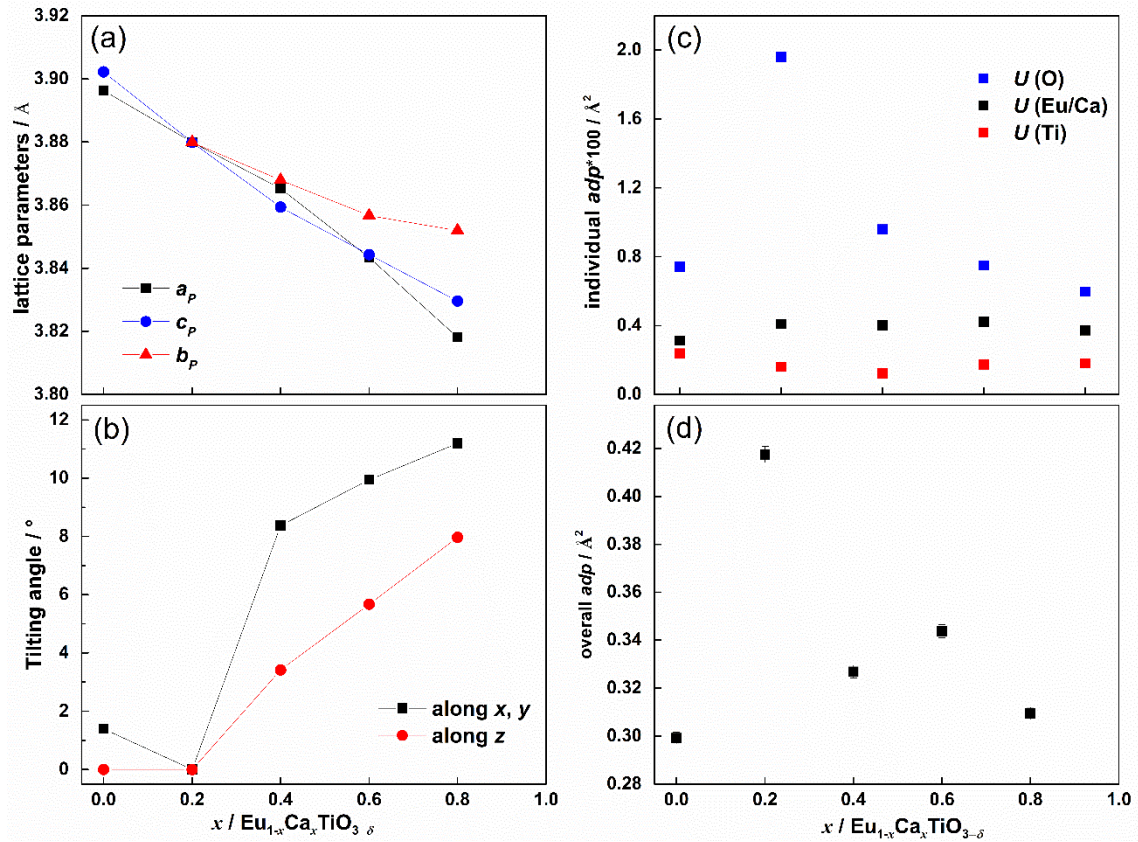 (a)
lattice parameters / Å
3.92
3.90
3.88
3.86
3.84
3.82
3.80
aP
cP
bP
(b)
Tilting angle / °
12
10
8
6
4
2
0
along x, y
along z
0.0 0.2 0.4 0.6 0.8 1.0
x / Eu1-xCaxTiO3 δ
(c)
individual adp*100 / Å²
2.0
1.6
1.2
0.8
0.4
0.0
U (O)
U (Eu/Ca)
U (Ti)
(d)
overall adp / Å²
0.42
0.40
0.38
0.36
0.34
0.32
0.30
0.28
0.0 0.2 0.4 0.6 0.8 1.0
x / Eu1-xCaxTiO3–δ